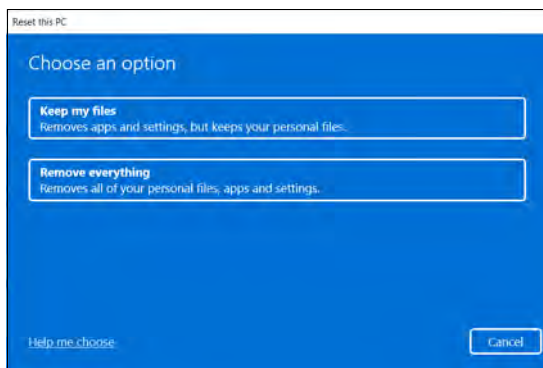 Reset this PC
Choose an option
Keep my files
Removes apps and settings, but keeps your personal files.
Remove everything
Removes all of your personal files, apps and settings.
Help me choose
Cancel